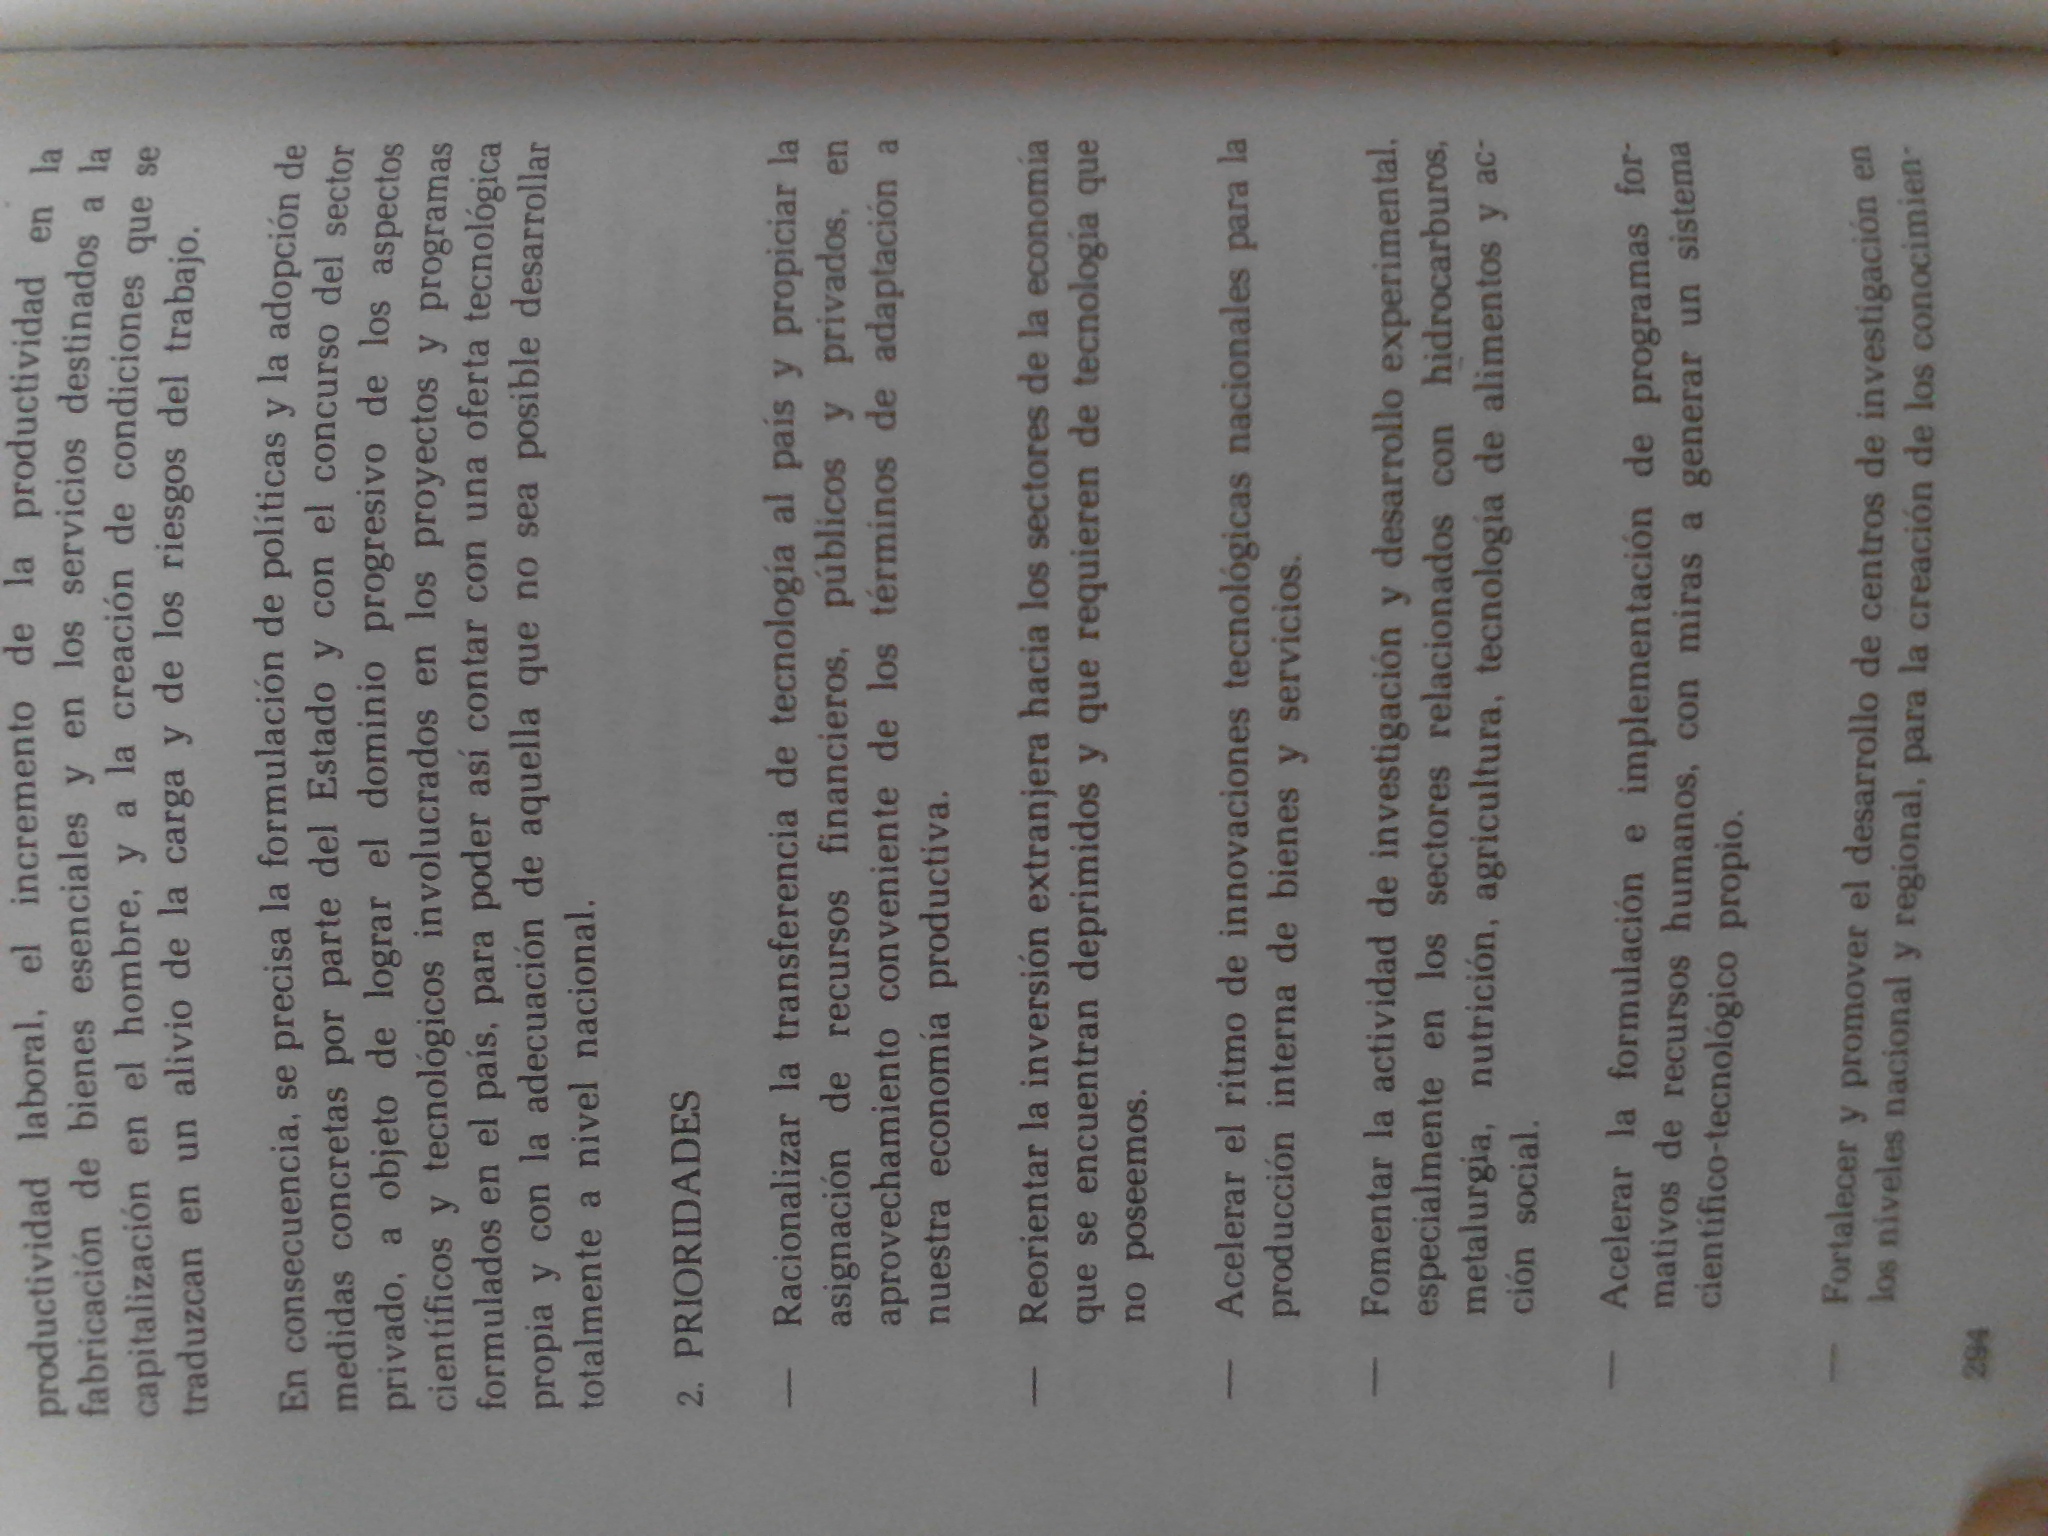 productividad laboral, el incremento de la productividad en la
fabricación de bienes esenciales y en los servicios destinados a la
capitalización en el hombre, y a la creación de condiciones que se
traduzcan en un alivio de la carga y de los riesgos del trabajo.
En consecuencia, se precisa la formulación de políticas y la adopción de
medidas concretas por parte del Estado y con el concurso del sector
privado, a objeto de lograr el dominio progresivo de los aspectos
científicos y tecnológicos involucrados en los proyectos y programas
formulados en el país, para poder así contar con una oferta tecnológica
propia y con la adecuación de aquella que no sea posible desarrollar
totalmente a nivel nacional.
2. PRIORIDADES
— Racionalizar la transferencia de tecnología al país y propiciar la
asignación de recursos financieros, públicos y privados, en
aprovechamiento conveniente de los términos de adaptación a
nuestra economía productiva.
— Reorientar la inversión extranjera hacia los sectores de la economía
que se encuentran deprimidos y que requieren de tecnología que
no poseemos.
— Acelerar el ritmo de innovaciones tecnológicas nacionales para la
producción interna de bienes y servicios.
— Fomentar la actividad de investigación y desarrollo experimental,
especialmente en los sectores relacionados con hidrocarburos,
metalurgia, nutrición, agricultura, tecnología de alimentos y ac-
ción social.
— Acelerar la formulación e implementación de programas for-
mativos de recursos humanos, con miras a generar un sistema
científico-tecnológico propio.
— Fortalecer y promover el desarrollo de centros de investigación en
los niveles nacional y regional, para la creación de los conocimien-
294